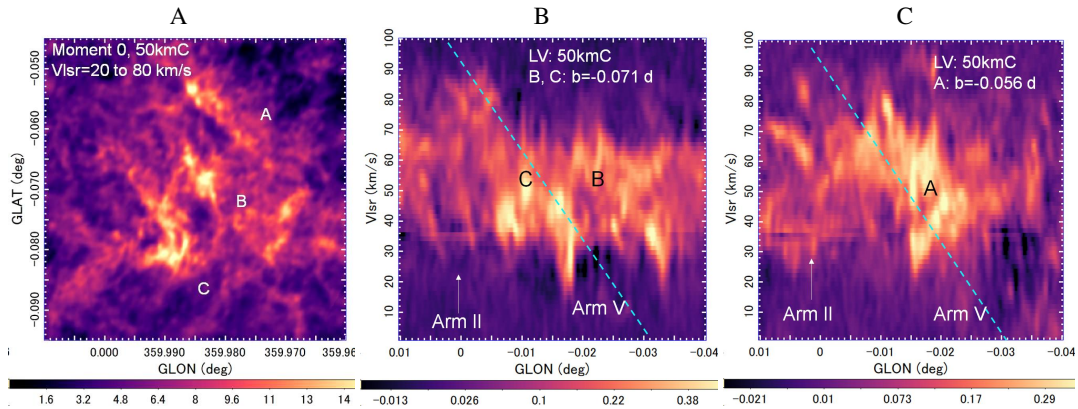 A
Moment 0, 50kmC
Vlsr=20 to 80 km/s
A
B
C
GLAT (deg)
-0.050
-0.060
-0.070
-0.080
-0.090
0.000 359.990 359.980 359.970 359.96
GLON (deg)
1.6 3.2 4.8 6.4 8 9.6 11 13 14
B
LV: 50kmC
B, C: b=-0.071 d
C
B
Arm II
Arm V
Vlsr (km/s)
100
90
80
70
60
50
40
30
20
10
0.01 0 -0.01 -0.02 -0.03 -0.04
GLON (deg)
-0.013 0.026 0.1 0.22 0.38
C
LV: 50kmC
A: b=-0.056 d
A
Arm II
Arm V
Vlsr (km/s)
100
90
80
70
60
50
40
30
20
10
0.01 0 -0.01 -0.02 -0.03 -0.04
GLON (deg)
-0.021 0.01 0.073 0.17 0.29